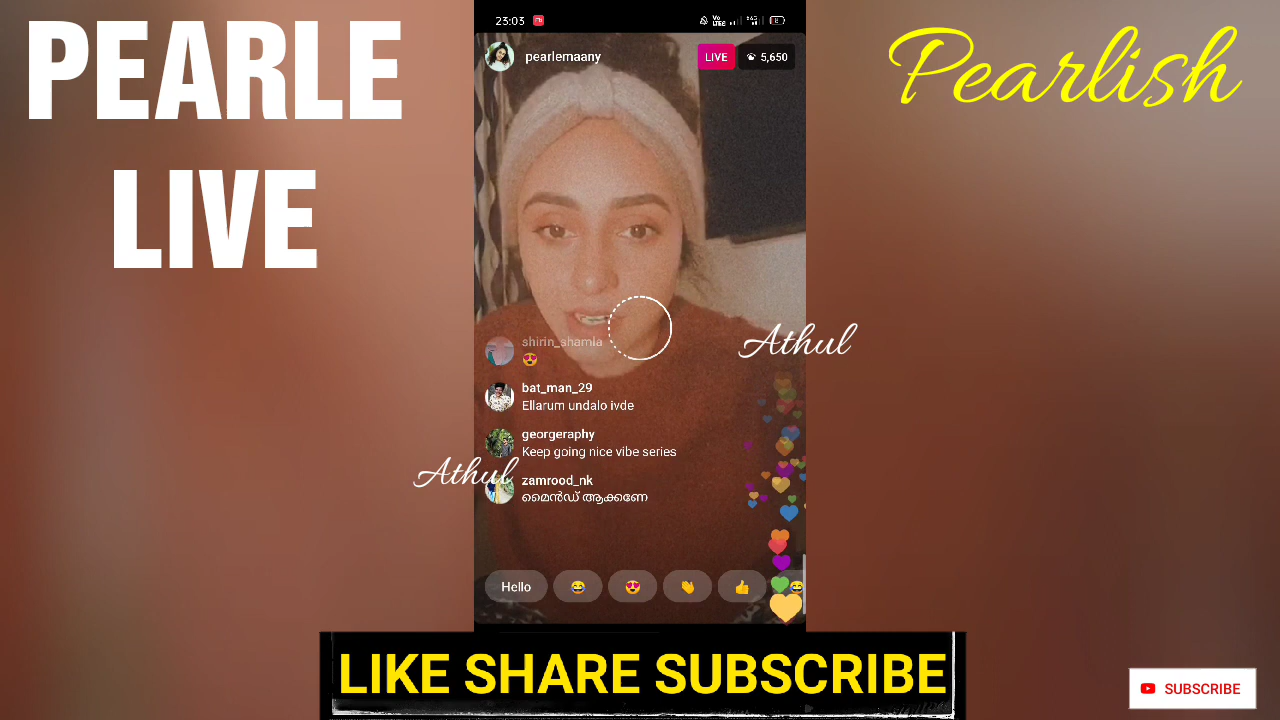 PEARLE
LIVE
Pearlish
23:03
pearlemaany
LIVE
5,650
shirin_shamla
bat_man_29
Ellarum undalo ivde
georgeraphy
Keep going nice vibe series
zamrood_nk
മൈൻഡ് ആക്കണേ
Athul
Athul
Hello
LIKE SHARE SUBSCRIBE
SUBSCRIBE